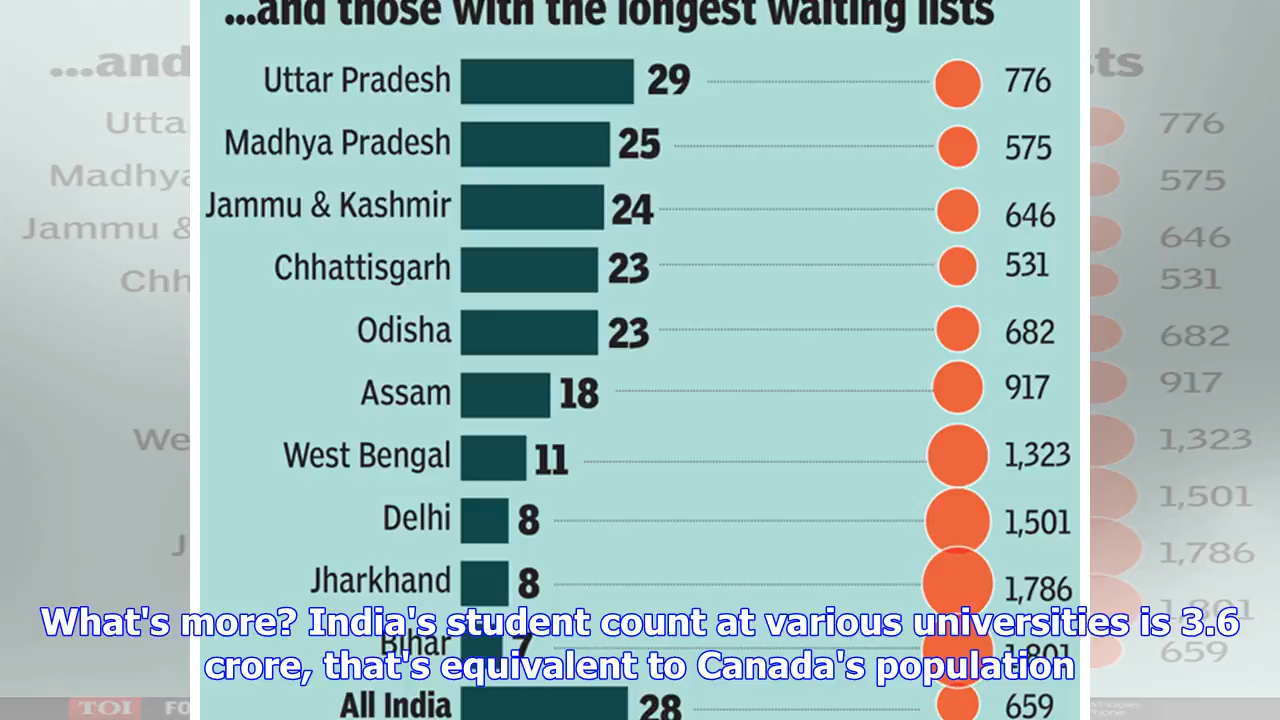 ...and those with the longest waiting lists
Uttar Pradesh 29 776
Madhya Pradesh 25 575
Jammu & Kashmir 24 646
Chhattisgarh 23 531
Odisha 23 682
Assam 18 917
West Bengal 11 1,323
Delhi 8 1,501
Jharkhand 8 1,786
Bihar 7 1,801
All India 28 659
What's more? India's student count at various universities is 3.6
crore, that's equivalent to Canada's population
TOI FO